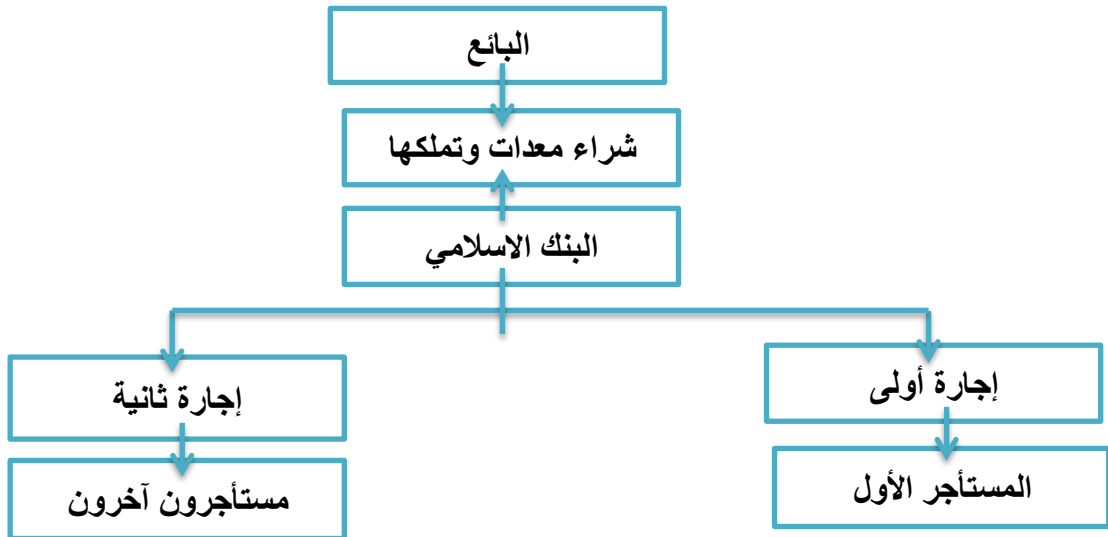 البائع
شراء معدات وتملكها
البنك الاسلامي
إجارة أولى
إجارة ثانية
المستأجر الأول
مستأجرون آخرون